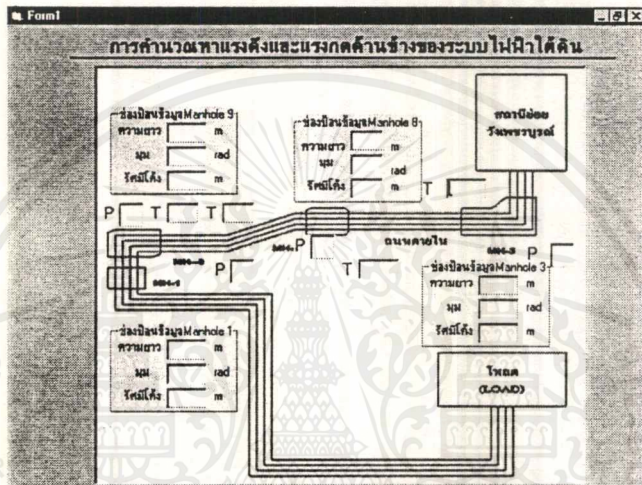 Form1
การคำนวณหาแรงดึงและแรงกดด้านข้างของระบบไฟฟ้าใต้ดิน
ช่องป้อนข้อมูลManhole 9
ความยาว m
มุม rad
รัศมีโค้ง m
ช่องป้อนข้อมูลManhole 8
ความยาว m
มุม rad
รัศมีโค้ง m
สถานีย่อย
วังเพชรบูรณ์
T
P T T
P
T
ถนนภายใน
MH-3 P
MH-9 P
MH-1
ช่องป้อนข้อมูลManhole 3
ความยาว m
มุม rad
รัศมีโค้ง m
ช่องป้อนข้อมูลManhole 1
ความยาว m
มุม rad
รัศมีโค้ง m
โหลด
(LOAD)